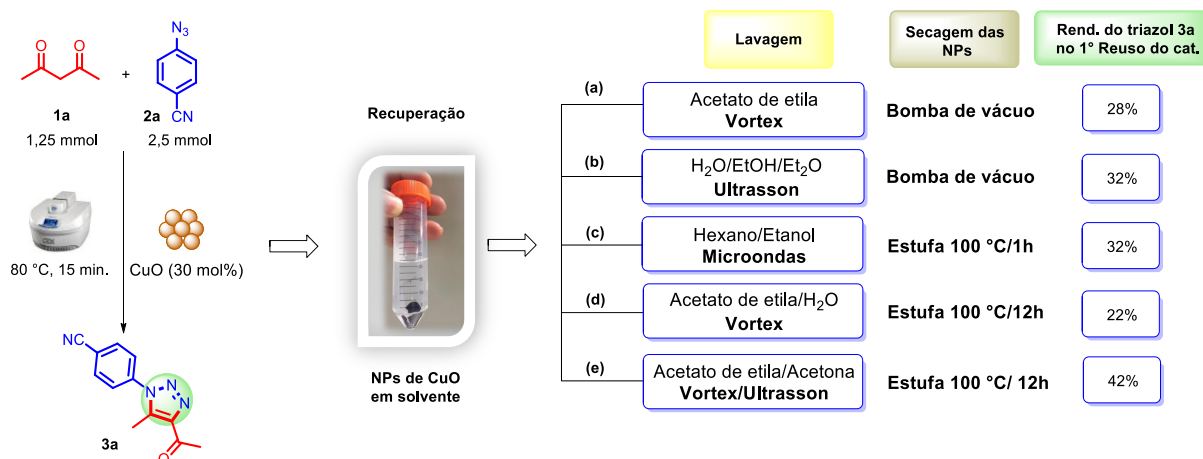 1a
1,25 mmol
+
N₃
CN
2a
2,5 mmol
80 °C, 15 min.
CuO (30 mol%)
NC
N
N
N
O
O
3a
O
Recuperação
NPs de CuO
em solvente
Lavagem
Secagem das
NPs
Rend. do triazol 3a
no 1° Reuso do cat.
(a)
Acetato de etila
Vortex
Bomba de vácuo
28%
(b)
H₂O/EtOH/Et₂O
Ultrasson
Bomba de vácuo
32%
(c)
Hexano/Etanol
Microondas
Estufa 100 °C/1h
32%
(d)
Acetato de etila/H₂O
Vortex
Estufa 100 °C/12h
22%
(e)
Acetato de etila/Acetona
Vortex/Ultrasson
Estufa 100 °C/ 12h
42%